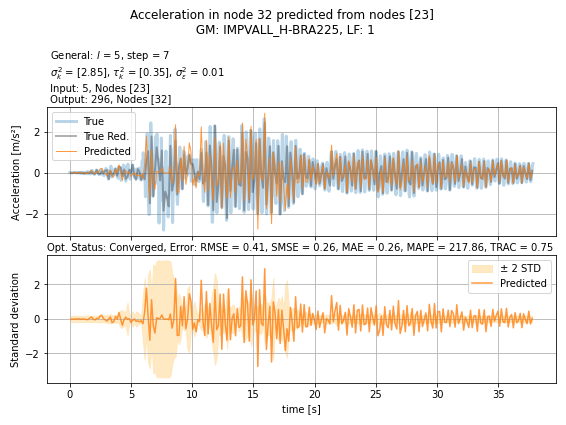 Acceleration in node 32 predicted from nodes [23]
GM: IMPVALL_H-BRA225, LF: 1
General: l = 5, step = 7
σ²ₖ = [2.85], τ²ₖ = [0.35], σ²ε = 0.01
Input: 5, Nodes [23]
Output: 296, Nodes [32]
True
True Red.
Predicted
Acceleration [m/s²]
2
0
−2
Opt. Status: Converged, Error: RMSE = 0.41, SMSE = 0.26, MAE = 0.26, MAPE = 217.86, TRAC = 0.75
± 2 STD
Predicted
Standard deviation
2
0
−2
0 5 10 15 20 25 30 35
time [s]